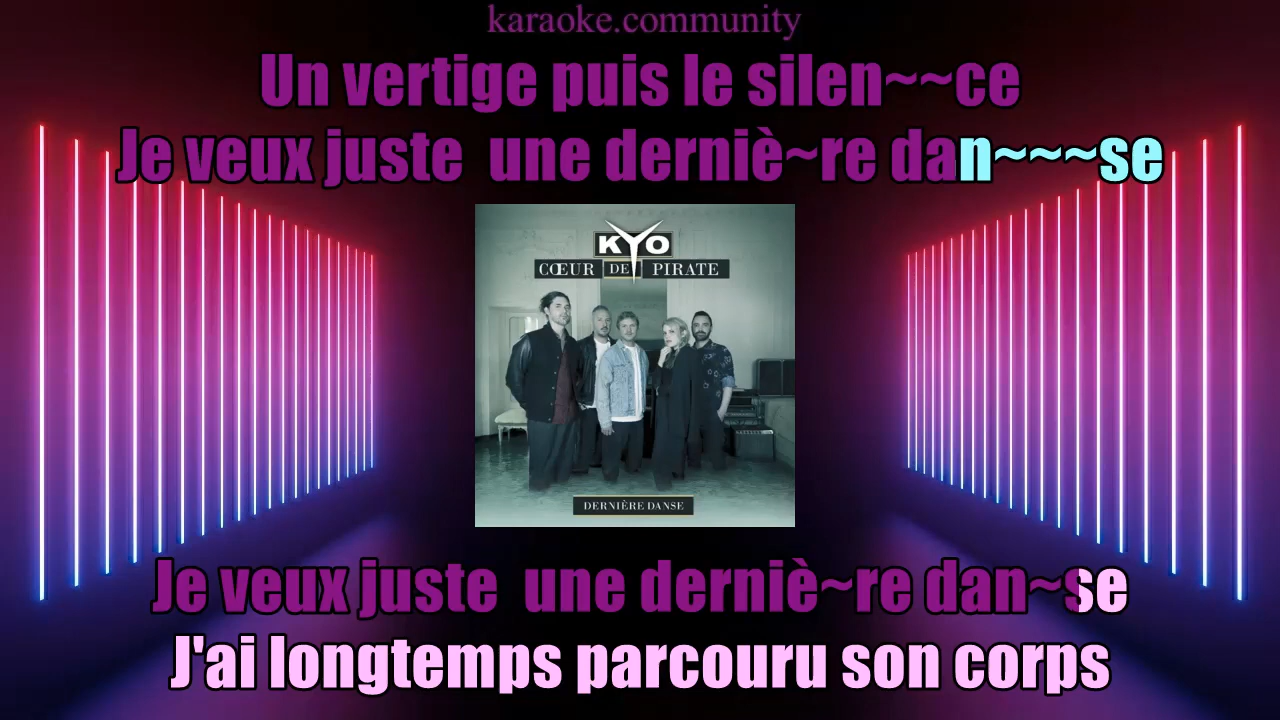 karaoke.community
Un vertige puis le silen~~ce
Je veux juste  une derniè~re dan~~~se
KYO
CŒUR DE PIRATE
DERNIÈRE DANSE
Je veux juste  une derniè~re dan~se
J'ai longtemps parcouru son corps